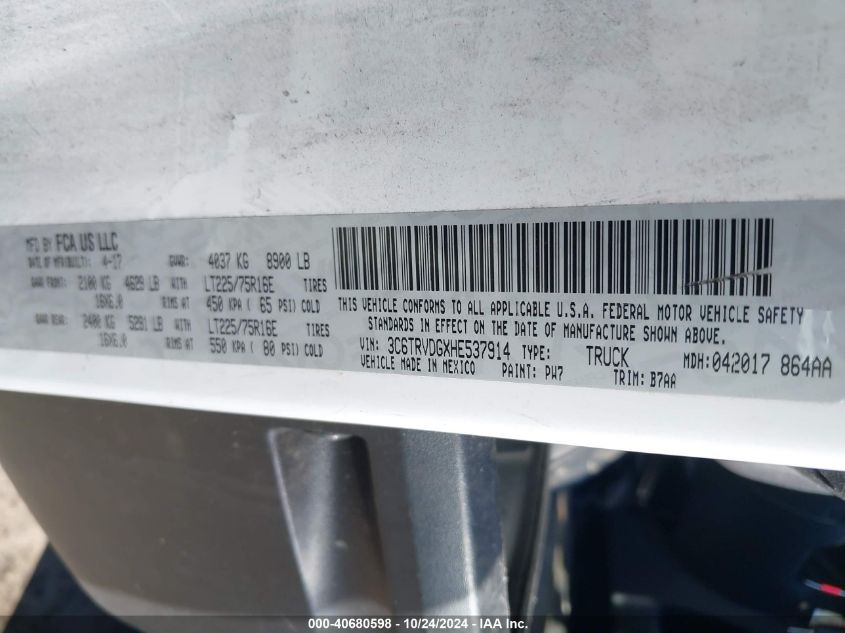 MFD BY FCA US LLC
DATE OF MFR(BUILT): 4-17 GVWR: 4037 KG 8900 LB
GAWR FRONT: 2100 KG 4629 LB WITH LT225/75R16E TIRES
16X6.0 RIMS AT 450 KPA ( 65 PSI) COLD
GAWR REAR: 2400 KG 5291 LB WITH LT225/75R16E TIRES
16X6.0 RIMS AT 550 KPA ( 80 PSI) COLD
THIS VEHICLE CONFORMS TO ALL APPLICABLE U.S.A. FEDERAL MOTOR VEHICLE SAFETY
STANDARDS IN EFFECT ON THE DATE OF MANUFACTURE SHOWN ABOVE.
VIN: 3C6TRVDGXHE537914 TYPE: TRUCK MDH:042017 864AA
VEHICLE MADE IN MEXICO PAINT: PW7 TRIM: B7AA
000-40680598 - 10/24/2024 - IAA Inc.